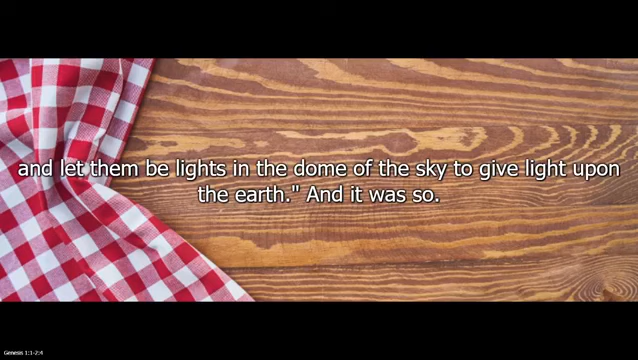 and let them be lights in the dome of the sky to give light upon
the earth." And it was so.
Genesis 1:1-2:4